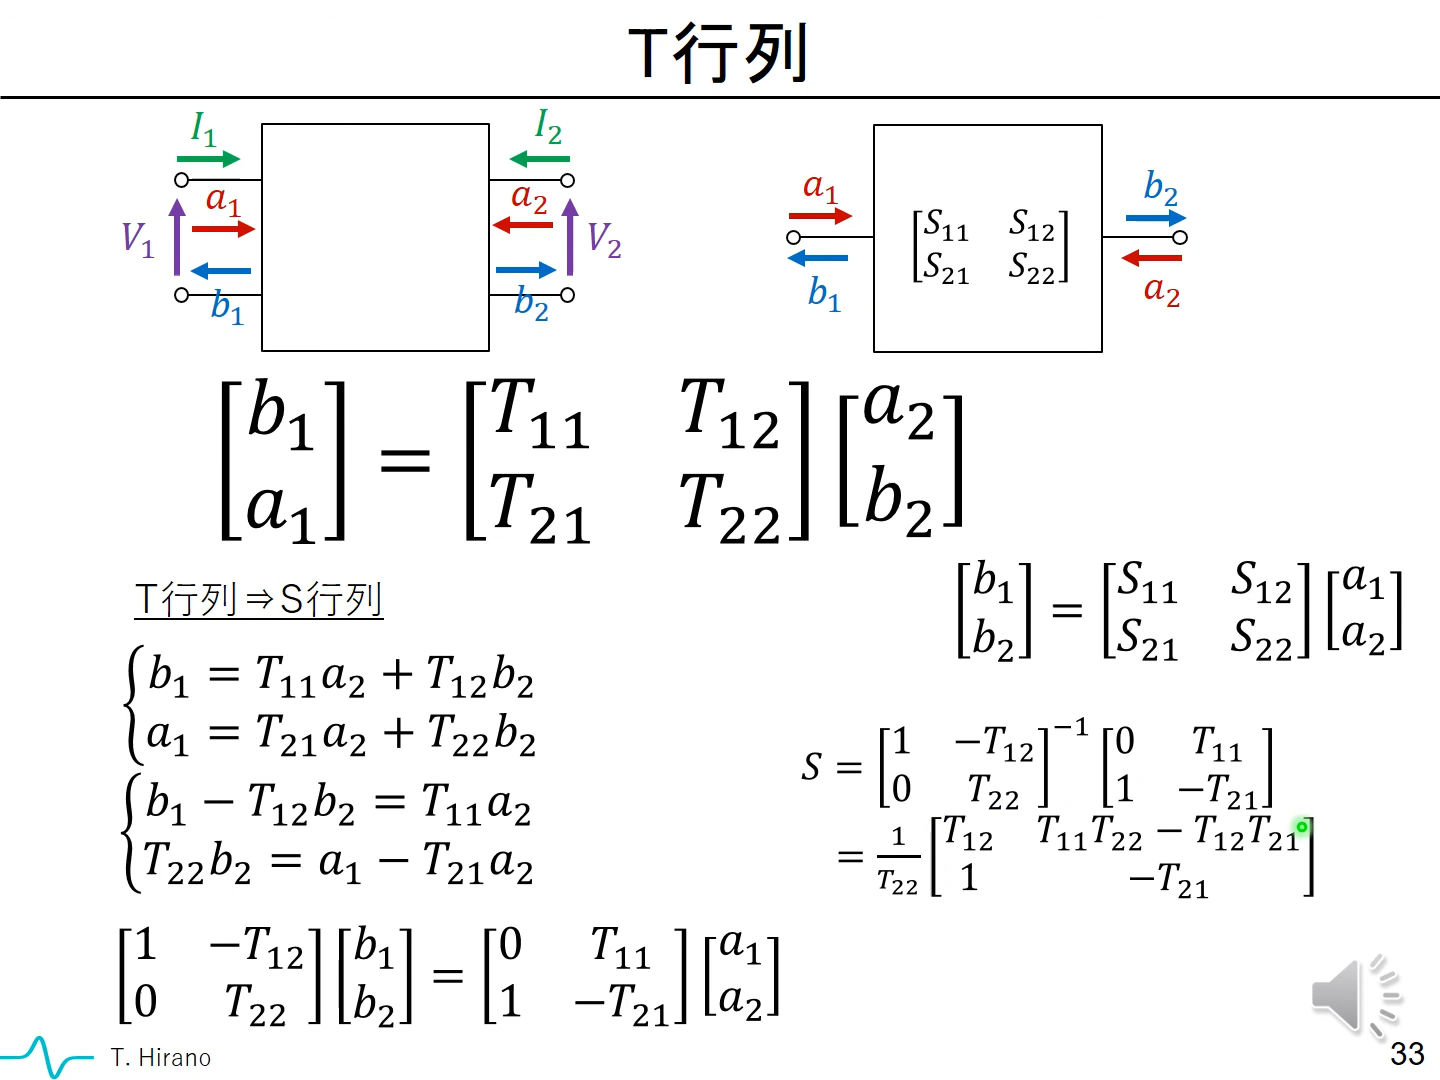 T行列
I₁
I₂
a₁
a₂
V₁
V₂
b₁
b₂
a₁
b₂
[S₁₁ S₁₂]
[S₂₁ S₂₂]
b₁
a₂
[b₁] = [T₁₁ T₁₂] [a₂]
[a₁] [T₂₁ T₂₂] [b₂]
T行列⇒S行列
{b₁ = T₁₁a₂ + T₁₂b₂
a₁ = T₂₁a₂ + T₂₂b₂
{b₁ − T₁₂b₂ = T₁₁a₂
T₂₂b₂ = a₁ − T₂₁a₂
[1 −T₁₂] [b₁] = [0 T₁₁] [a₁]
[0 T₂₂] [b₂] [1 −T₂₁] [a₂]
[b₁] = [S₁₁ S₁₂] [a₁]
[b₂] [S₂₁ S₂₂] [a₂]
S = [1 −T₁₂]⁻¹ [0 T₁₁]
[0 T₂₂] [1 −T₂₁]
= 1/T₂₂ [T₁₂ T₁₁T₂₂ − T₁₂T₂₁]
[1 −T₂₁]
T. Hirano
33